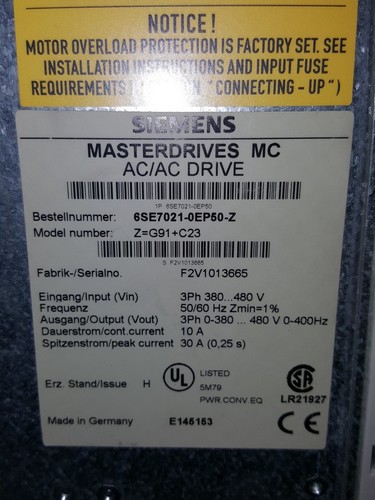 NOTICE!
MOTOR OVERLOAD PROTECTION IS FACTORY SET. SEE
INSTALLATION INSTRUCTIONS AND INPUT FUSE
REQUIREMENTS ON "CONNECTING - UP")
SIEMENS
MASTERDRIVES MC
AC/AC DRIVE
1P 6SE7021-0EP50
Bestellnummer: 6SE7021-0EP50-Z
Model number: Z=G91+C23
S F2V1013665
Fabrik-/Serialno. F2V1013665
Eingang/Input (Vin) 3Ph 380...480 V
Frequenz 50/60 Hz Zmin=1%
Ausgang/Output (Vout) 3Ph 0-380 ... 480 V 0-400Hz
Dauerstrom/cont.current 10 A
Spitzenstrom/peak current 30 A (0,25 s)
Erz. Stand/Issue H
UL
LISTED
5M79
PWR.CONV.EQ
SA
LR21927
Made in Germany E145153 CE